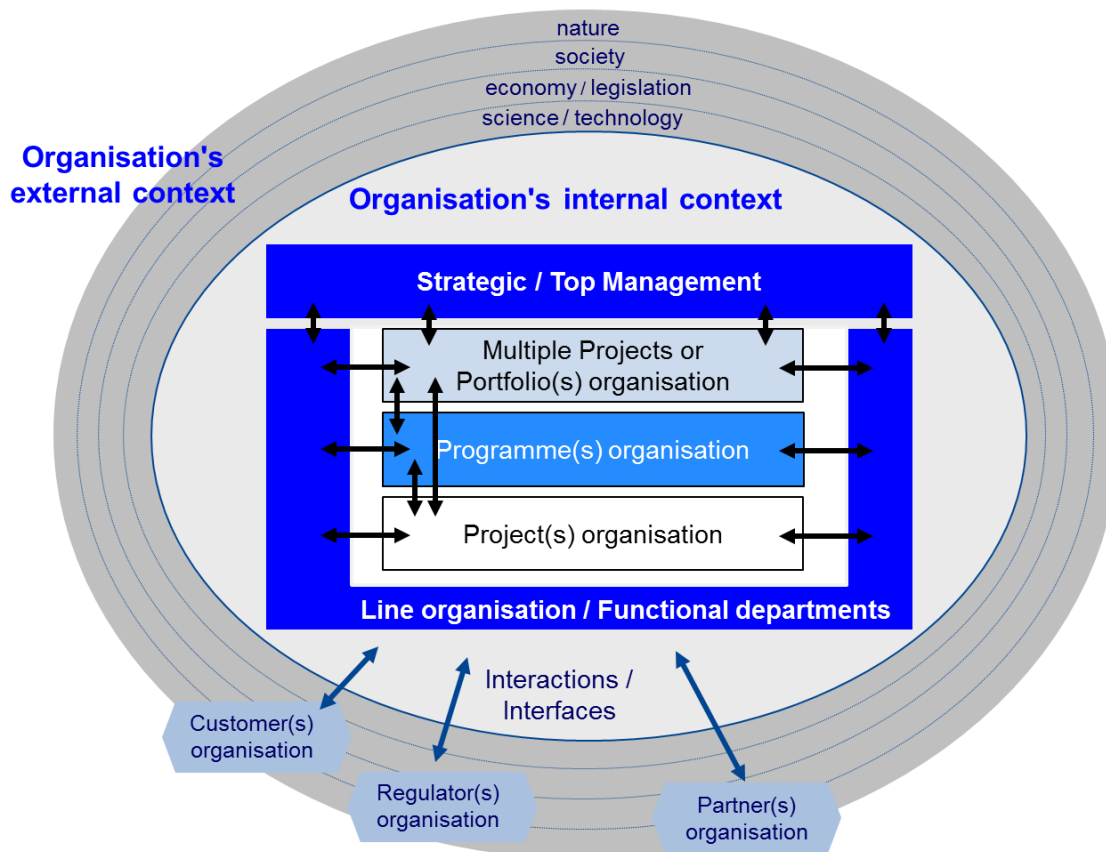 nature
society
economy / legislation
science / technology
Organisation's
external context
Organisation's internal context
Strategic / Top Management
Multiple Projects or
Portfolio(s) organisation
Programme(s) organisation
Project(s) organisation
Line organisation / Functional departments
Interactions /
Interfaces
Customer(s)
organisation
Regulator(s)
organisation
Partner(s)
organisation